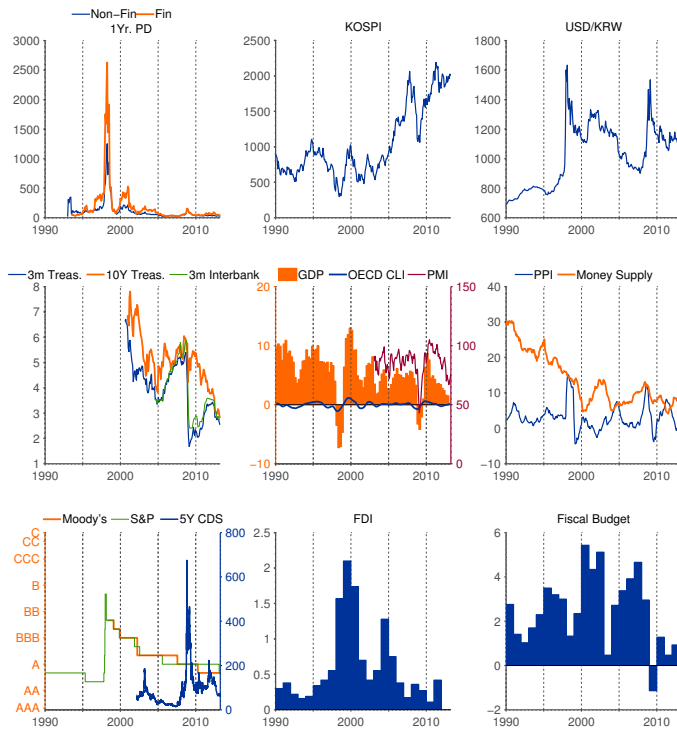 Non-Fin Fin
1Yr. PD KOSPI USD/KRW
3000 2500 1800
2500 2000 1600
2000 1500 1400
1500 1000 1200
1000 500 1000
500 0 800
0 600
1990 2000 2010 1990 2000 2010 1990 2000 2010
3m Treas. 10Y Treas. 3m Interbank GDP OECD CLI PMI PPI Money Supply
8 20 150 40
7 30
6 10 100 20
5
4 0 50 10
3 0
2
1 −10 0 −10
1990 2000 2010 1990 2000 2010 1990 2000 2010
Moody's S&P 5Y CDS FDI Fiscal Budget
C 800 2.5 6
CC
CCC 2 4
B 600
BB 1.5 2
BBB 400 1
A 200 0.5 0
AA
AAA 0 0 −2
1990 2000 2010 1990 2000 2010 1990 2000 2010